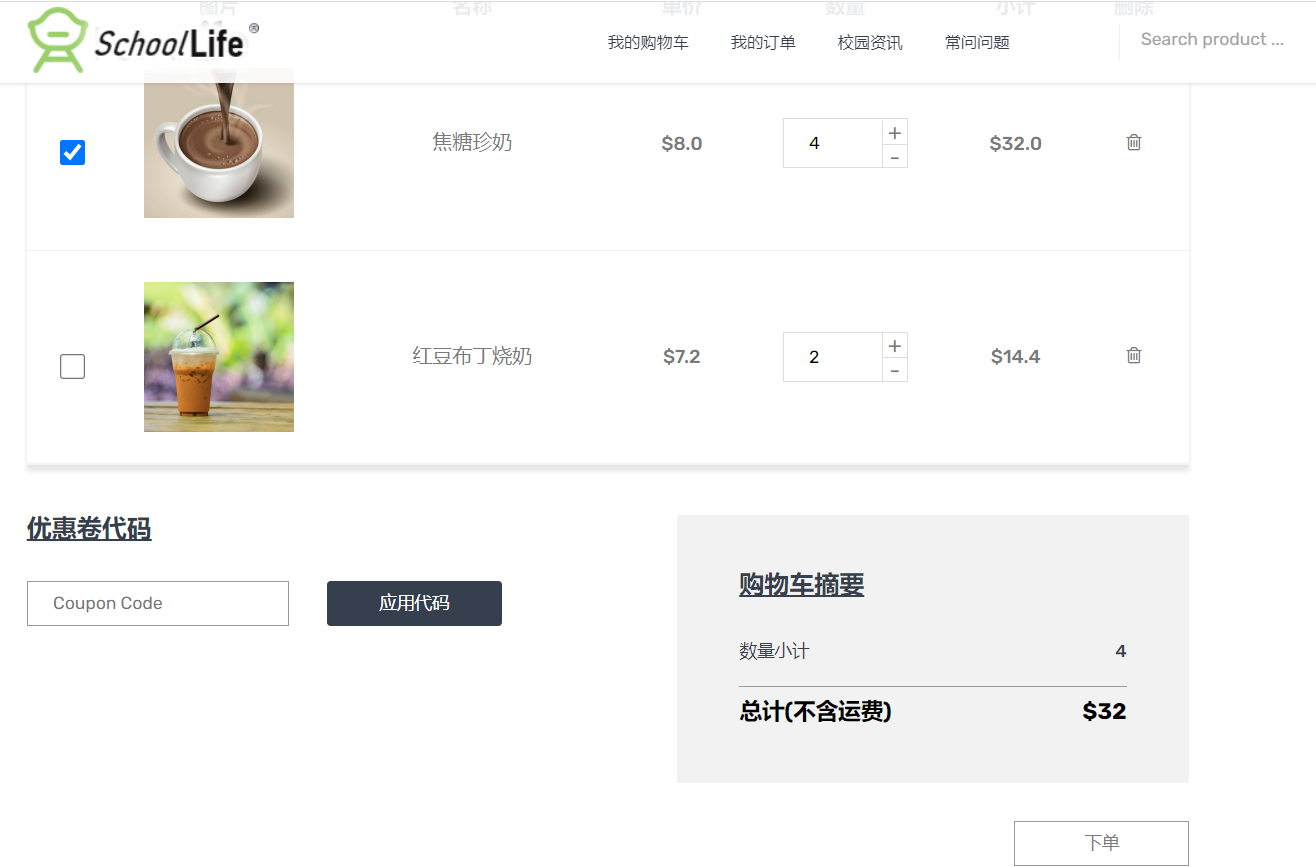 图片 名称 单价 数量 小计 删除
SchoolLife ® 我的购物车 我的订单 校园资讯 常问问题 Search product ...
焦糖珍奶 $8.0 4 + - $32.0
红豆布丁烧奶 $7.2 2 + - $14.4
优惠卷代码
Coupon Code 应用代码
购物车摘要
数量小计 4
总计(不含运费) $32
下单